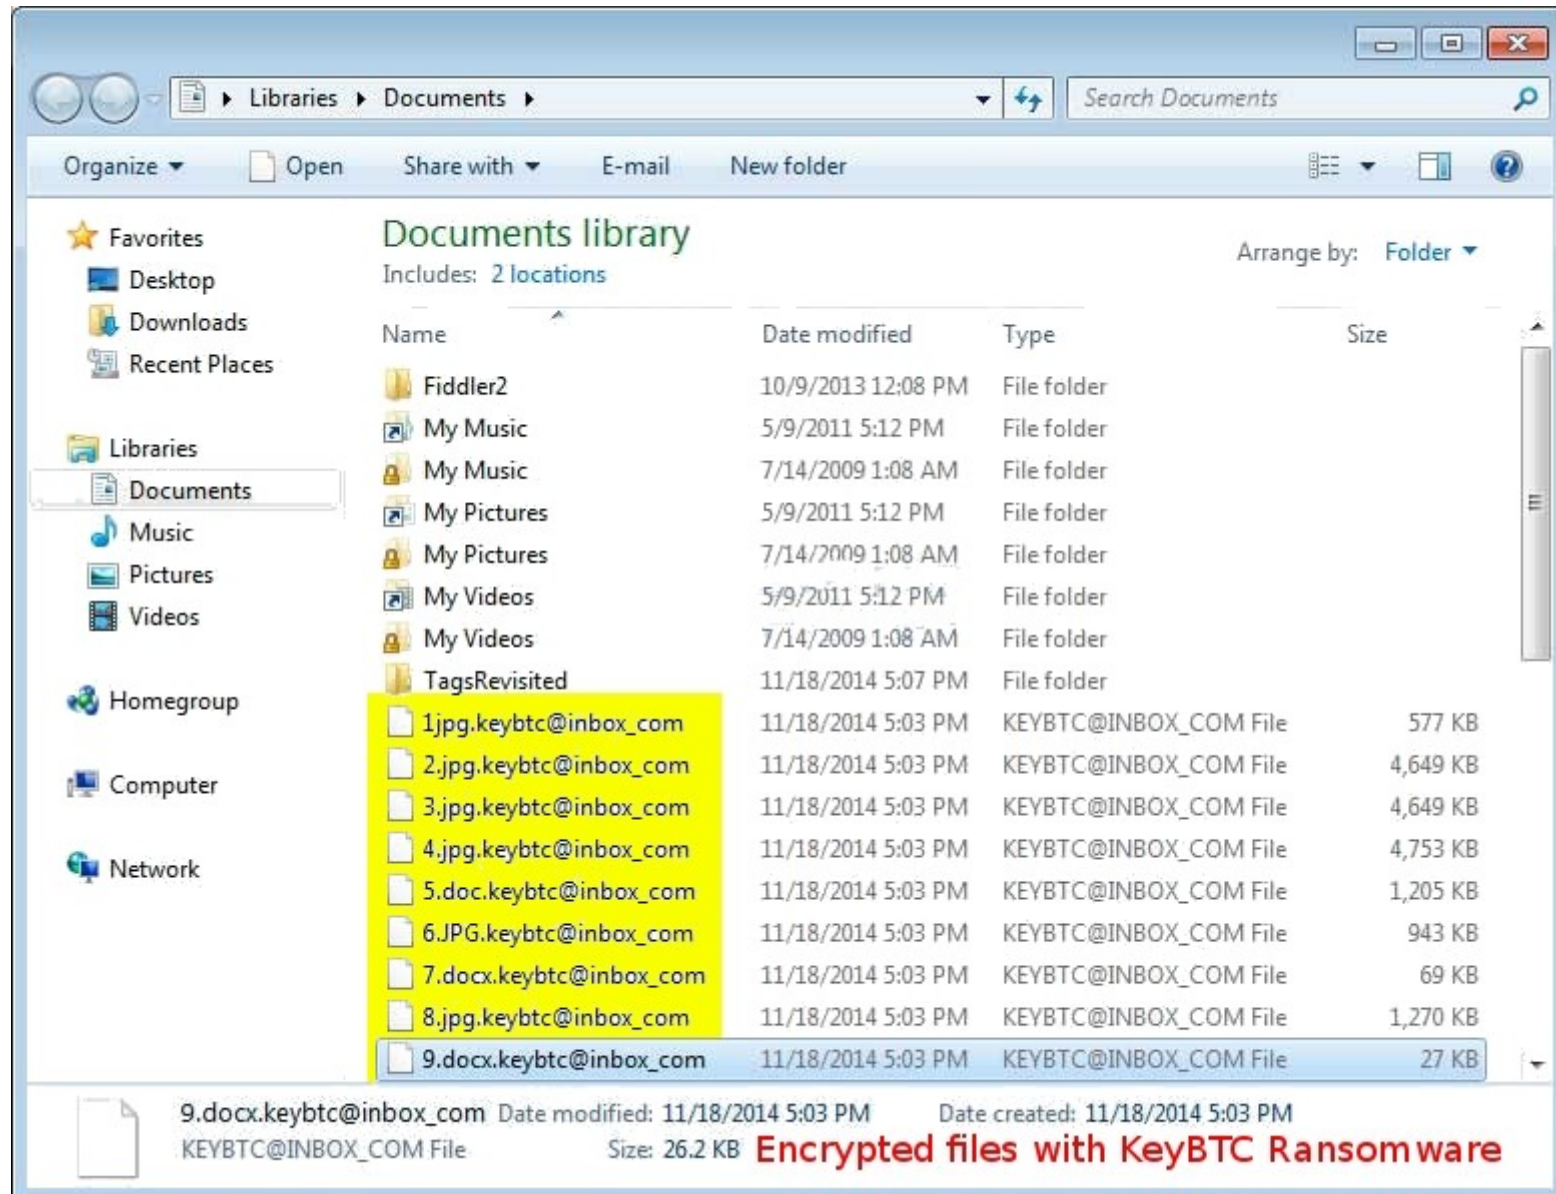 Libraries Documents Search Documents
Organize Open Share with E-mail New folder
Favorites
Desktop
Downloads
Recent Places
Libraries
Documents
Music
Pictures
Videos
Homegroup
Computer
Network
Documents library
Includes: 2 locations
Arrange by: Folder
Name Date modified Type Size
Fiddler2 10/9/2013 12:08 PM File folder
My Music 5/9/2011 5:12 PM File folder
My Music 7/14/2009 1:08 AM File folder
My Pictures 5/9/2011 5:12 PM File folder
My Pictures 7/14/2009 1:08 AM File folder
My Videos 5/9/2011 5:12 PM File folder
My Videos 7/14/2009 1:08 AM File folder
TagsRevisited 11/18/2014 5:07 PM File folder
1jpg.keybtc@inbox_com 11/18/2014 5:03 PM KEYBTC@INBOX_COM File 577 KB
2.jpg.keybtc@inbox_com 11/18/2014 5:03 PM KEYBTC@INBOX_COM File 4,649 KB
3.jpg.keybtc@inbox_com 11/18/2014 5:03 PM KEYBTC@INBOX_COM File 4,649 KB
4.jpg.keybtc@inbox_com 11/18/2014 5:03 PM KEYBTC@INBOX_COM File 4,753 KB
5.doc.keybtc@inbox_com 11/18/2014 5:03 PM KEYBTC@INBOX_COM File 1,205 KB
6.JPG.keybtc@inbox_com 11/18/2014 5:03 PM KEYBTC@INBOX_COM File 943 KB
7.docx.keybtc@inbox_com 11/18/2014 5:03 PM KEYBTC@INBOX_COM File 69 KB
8.jpg.keybtc@inbox_com 11/18/2014 5:03 PM KEYBTC@INBOX_COM File 1,270 KB
9.docx.keybtc@inbox_com 11/18/2014 5:03 PM KEYBTC@INBOX_COM File 27 KB
9.docx.keybtc@inbox_com Date modified: 11/18/2014 5:03 PM Date created: 11/18/2014 5:03 PM
KEYBTC@INBOX_COM File Size: 26.2 KB Encrypted files with KeyBTC Ransomware